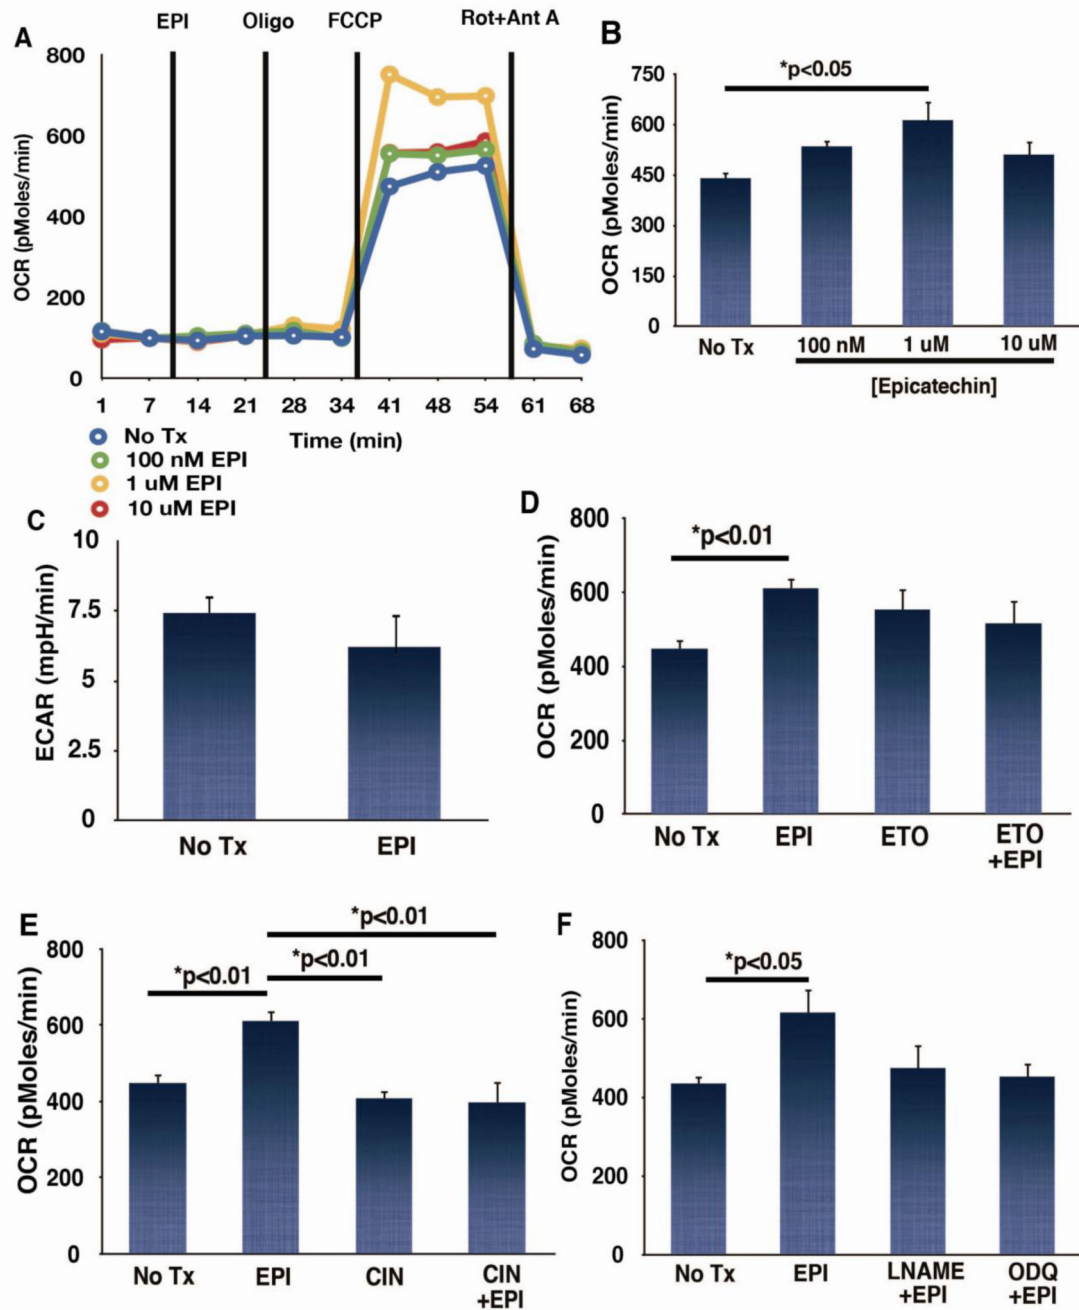 A
EPI Oligo FCCP Rot+Ant A
OCR (pMoles/min)
800
600
400
200
0
1 7 14 21 28 34 41 48 54 61 68
Time (min)
No Tx
100 nM EPI
1 uM EPI
10 uM EPI
B
*p<0.05
OCR (pMoles/min)
750
600
450
300
150
0
No Tx 100 nM 1 uM 10 uM
[Epicatechin]
C
ECAR (mpH/min)
10
7.5
5
2.5
0
No Tx EPI
D
*p<0.01
OCR (pMoles/min)
800
600
400
200
0
No Tx EPI ETO ETO
+EPI
E
*p<0.01
*p<0.01
*p<0.01
OCR (pMoles/min)
800
600
400
200
0
No Tx EPI CIN CIN
+EPI
F
*p<0.05
OCR (pMoles/min)
800
600
400
200
0
No Tx EPI LNAME ODQ
+EPI +EPI